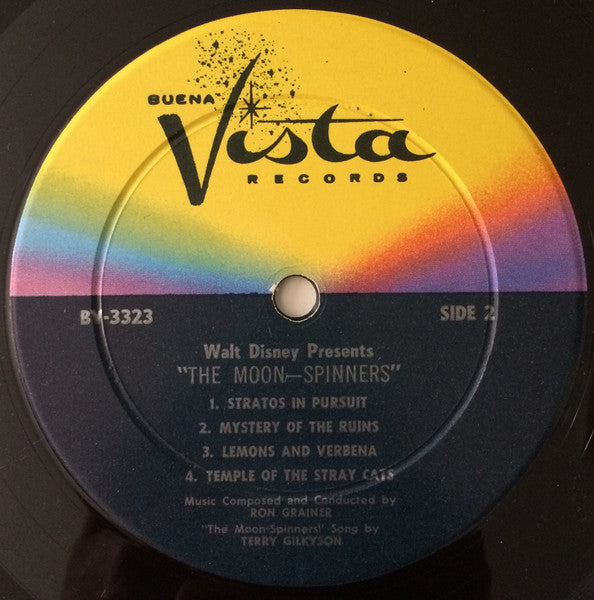 BUENA
Vista
RECORDS
BV-3323 SIDE 2
Walt Disney Presents
"THE MOON—SPINNERS"
1. STRATOS IN PURSUIT
2. MYSTERY OF THE RUINS
3. LEMONS AND VERBENA
4. TEMPLE OF THE STRAY CATS
Music Composed and Conducted by
RON GRAINER
"The Moon-Spinners!" Song by
TERRY GILKYSON